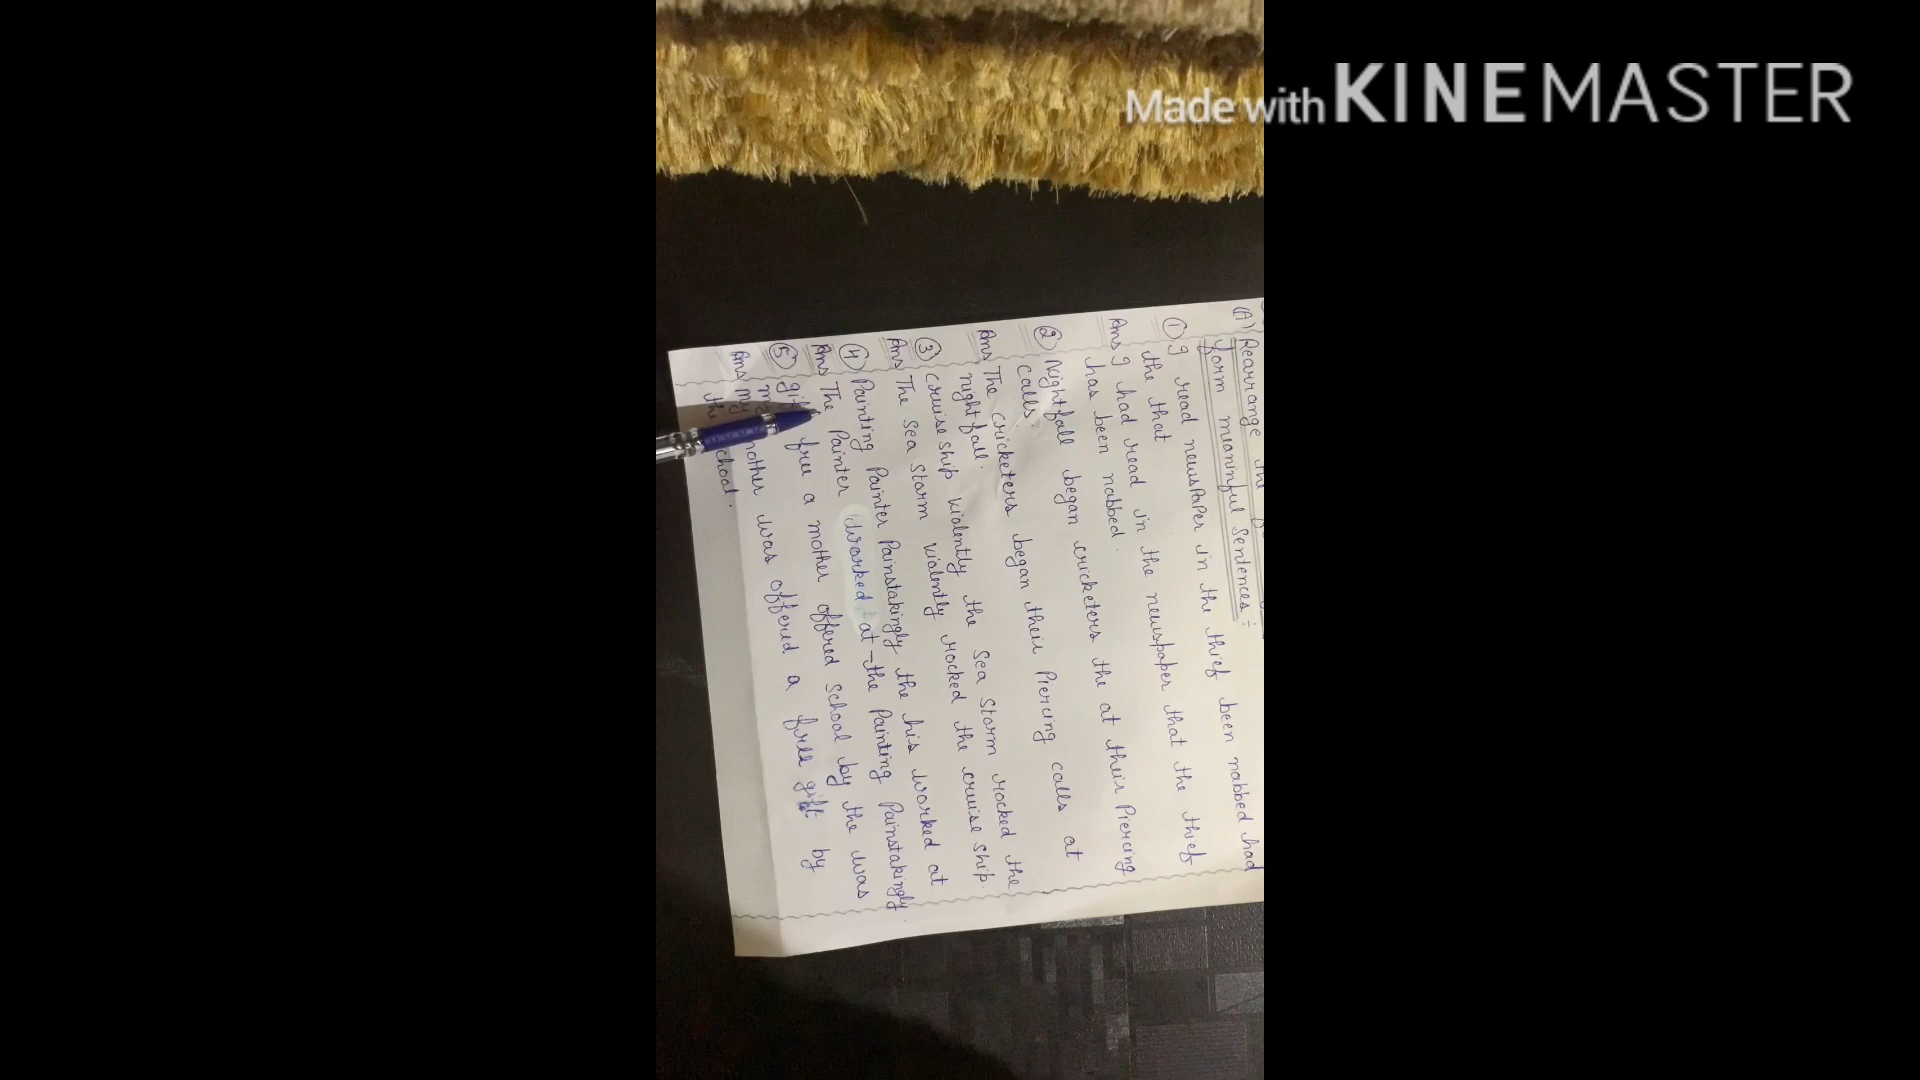 Made with KINEMASTER
(A) Rearrange the
form meaninful Sentences:-
① I read newsPaPer in the thief been nabbed had
the that
Ans I had read in the newspaper that the thief
has been nabbed.
② Nightfall began cricketers the at their Piercing
calls.
Ans The cricketers began their Piercing calls at
nightfall.
③ cruise ship violently the Sea Storm rocked the
Ans The Sea Storm violently rocked the cruise ship.
④ Painting Painter Painstakingly the his worked at
Ans The Painter worked at the Painting Painstakingly.
⑤ free a mother offered School by the was
Ans My mother was offered a free gift by
the